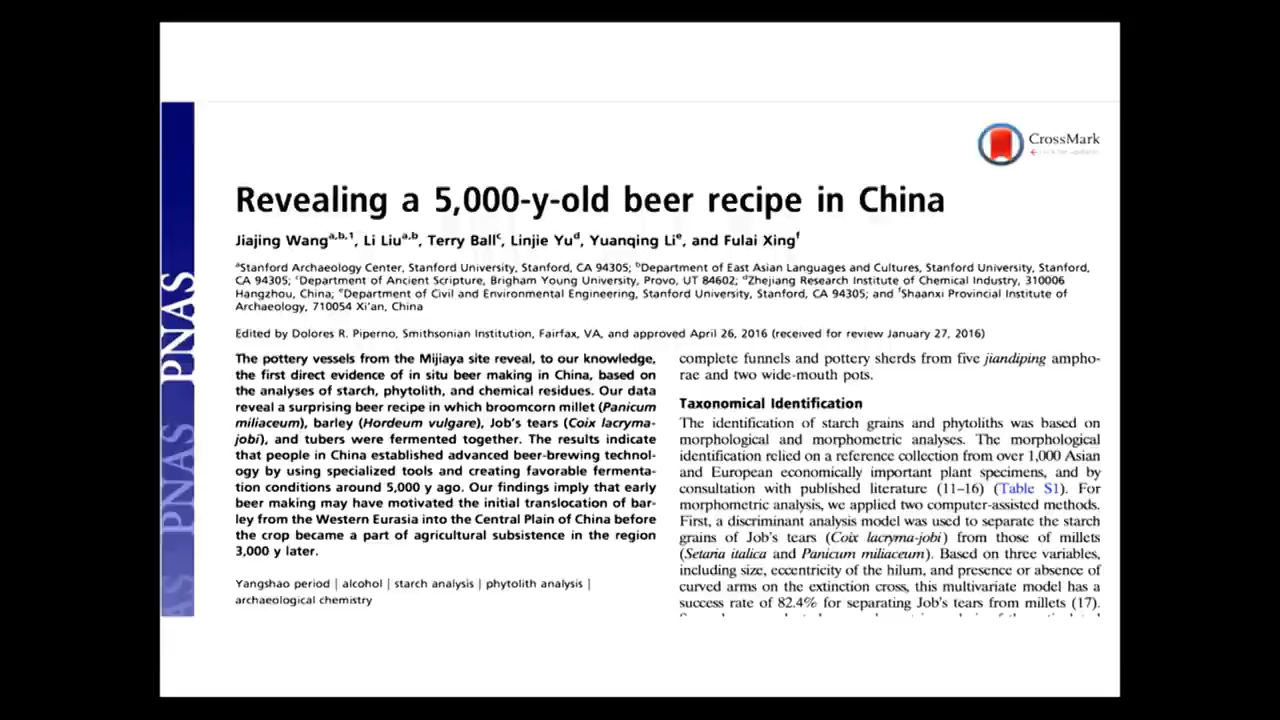 CrossMark
Revealing a 5,000-y-old beer recipe in China
Jiajing Wanga,b,1, Li Liua,b, Terry Ballc, Linjie Yud, Yuanqing Lie, and Fulai Xingf
aStanford Archaeology Center, Stanford University, Stanford, CA 94305; bDepartment of East Asian Languages and Cultures, Stanford University, Stanford,
CA 94305; cDepartment of Ancient Scripture, Brigham Young University, Provo, UT 84602; dZhejiang Research Institute of Chemical Industry, 310006
Hangzhou, China; eDepartment of Civil and Environmental Engineering, Stanford University, Stanford, CA 94305; and fShaanxi Provincial Institute of
Archaeology, 710054 Xi'an, China
Edited by Dolores R. Piperno, Smithsonian Institution, Fairfax, VA, and approved April 26, 2016 (received for review January 27, 2016)
The pottery vessels from the Mijiaya site reveal, to our knowledge,
the first direct evidence of in situ beer making in China, based on
the analyses of starch, phytolith, and chemical residues. Our data
reveal a surprising beer recipe in which broomcorn millet (Panicum
miliaceum), barley (Hordeum vulgare), Job's tears (Coix lacryma-
jobi), and tubers were fermented together. The results indicate
that people in China established advanced beer-brewing technol-
ogy by using specialized tools and creating favorable fermenta-
tion conditions around 5,000 y ago. Our findings imply that early
beer making may have motivated the initial translocation of bar-
ley from the Western Eurasia into the Central Plain of China before
the crop became a part of agricultural subsistence in the region
3,000 y later.
Yangshao period | alcohol | starch analysis | phytolith analysis |
archaeological chemistry
complete funnels and pottery sherds from five jiandiping ampho-
rae and two wide-mouth pots.
Taxonomical Identification
The identification of starch grains and phytoliths was based on
morphological and morphometric analyses. The morphological
identification relied on a reference collection from over 1,000 Asian
and European economically important plant specimens, and by
consultation with published literature (11–16) (Table S1). For
morphometric analysis, we applied two computer-assisted methods.
First, a discriminant analysis model was used to separate the starch
grains of Job's tears (Coix lacryma-jobi) from those of millets
(Setaria italica and Panicum miliaceum). Based on three variables,
including size, eccentricity of the hilum, and presence or absence of
curved arms on the extinction cross, this multivariate model has a
success rate of 82.4% for separating Job's tears from millets (17).
PNAS
PNAS
AS